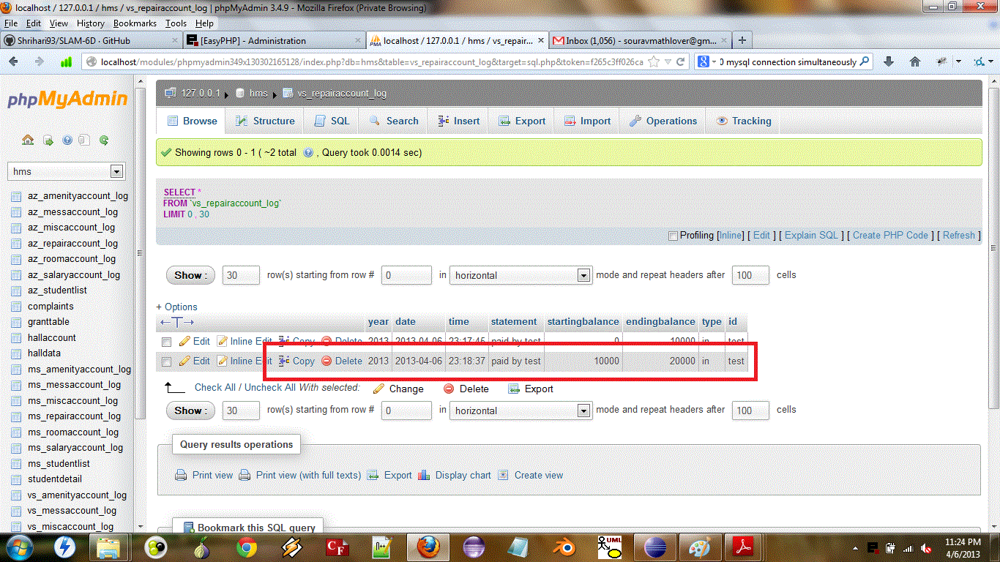 localhost / 127.0.0.1 / hms / vs_repairaccount_log | phpMyAdmin 3.4.9 - Mozilla Firefox (Private Browsing)
File Edit View History Bookmarks Tools Help
Shrihari93/SLAM-6D · GitHub
[EasyPHP] - Administration
localhost / 127.0.0.1 / hms / vs_repair...
Inbox (1,056) - souravmathlover@gm...
localhost/modules/phpmyadmin349x130302165128/index.php?db=hms&table=vs_repairaccount_log&target=sql.php&token=f265c3ff026ca
0 mysql connection simultaneously
phpMyAdmin
hms
az_amenityaccount_log
az_messaccount_log
az_miscaccount_log
az_repairaccount_log
az_roomaccount_log
az_salaryaccount_log
az_studentlist
complaints
granttable
hallaccount
halldata
ms_amenityaccount_log
ms_messaccount_log
ms_miscaccount_log
ms_repairaccount_log
ms_roomaccount_log
ms_salaryaccount_log
ms_studentlist
studentdetail
vs_amenityaccount_log
vs_messaccount_log
vs_miscaccount_log
127.0.0.1 hms vs_repairaccount_log
Browse Structure SQL Search Insert Export Import Operations Tracking
Showing rows 0 - 1 ( ~2 total , Query took 0.0014 sec)
SELECT *
FROM `vs_repairaccount_log`
LIMIT 0 , 30
Profiling [Inline] [ Edit ] [ Explain SQL ] [ Create PHP Code ] [ Refresh ]
Show : 30 row(s) starting from row # 0 in horizontal mode and repeat headers after 100 cells
+ Options
year date time statement startingbalance endingbalance type id
Edit Inline Edit Copy Delete 2013 2013-04-06 23:17:46 paid by test 0 10000 in test
Edit Inline Edit Copy Delete 2013 2013-04-06 23:18:37 paid by test 10000 20000 in test
Check All / Uncheck All With selected: Change Delete Export
Show : 30 row(s) starting from row # 0 in horizontal mode and repeat headers after 100 cells
Query results operations
Print view Print view (with full texts) Export Display chart Create view
Bookmark this SQL query
11:24 PM
4/6/2013